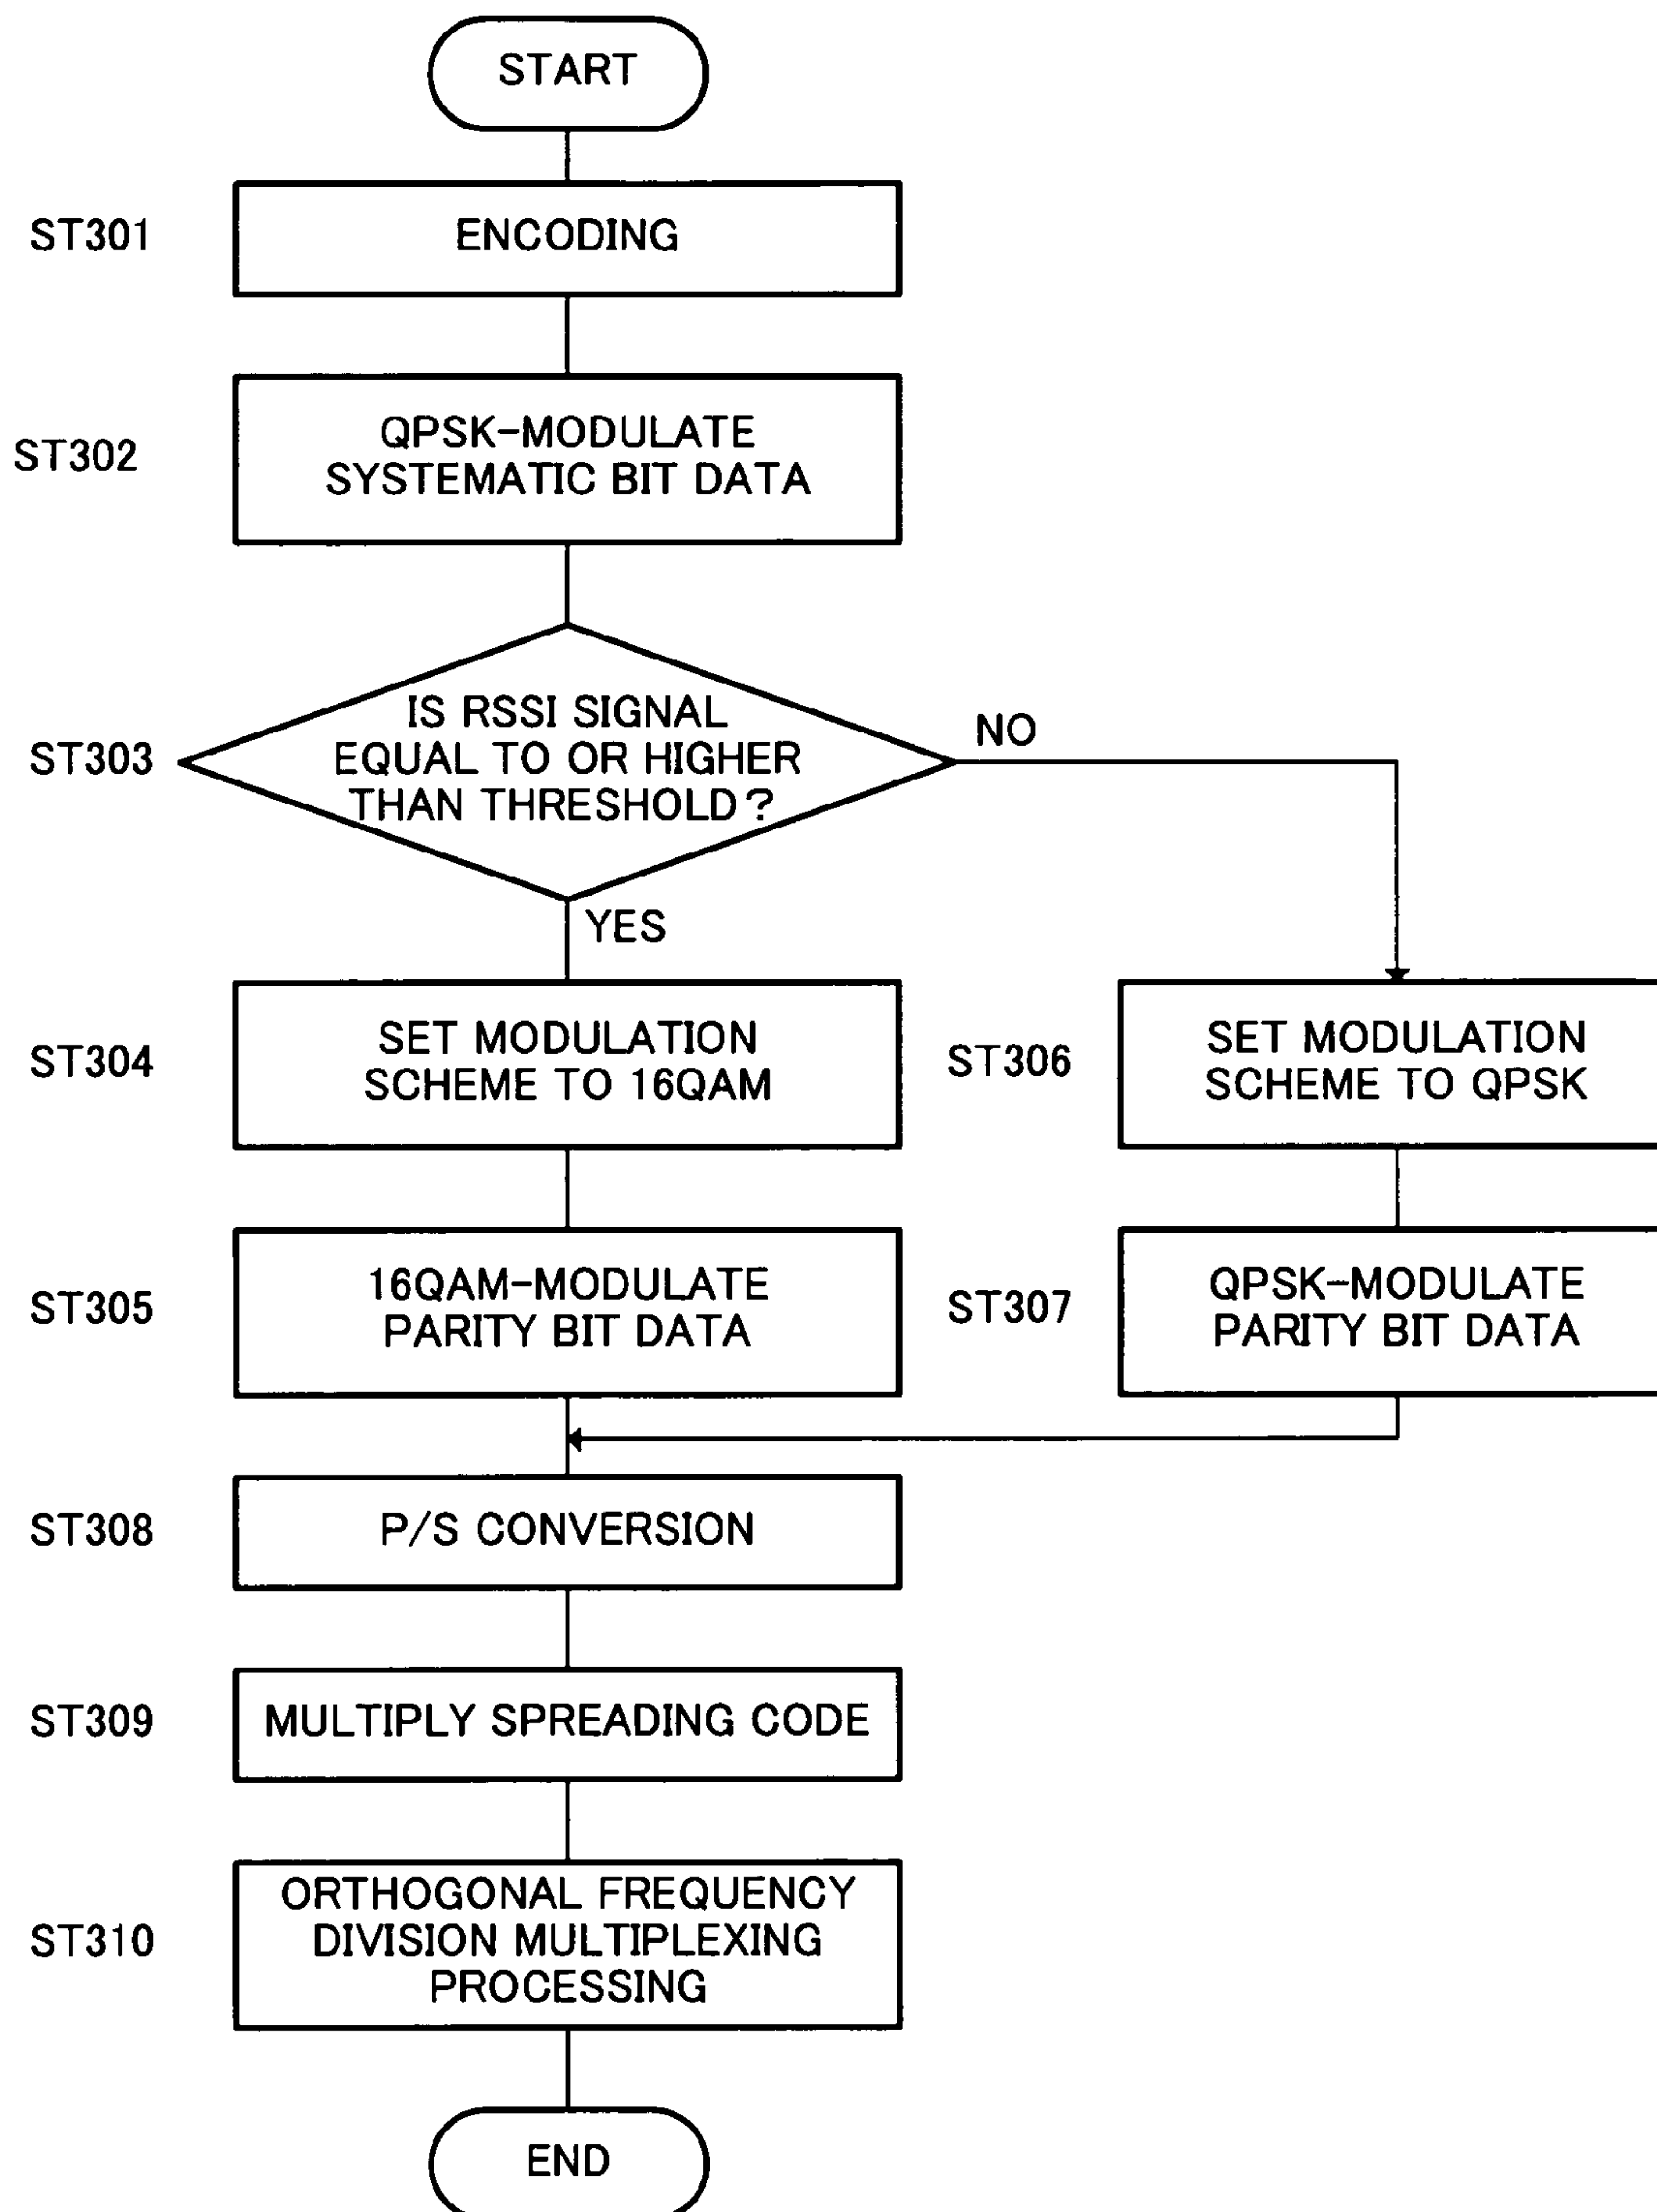 START
ST301
ENCODING
ST302
QPSK-MODULATE
SYSTEMATIC BIT DATA
ST303
IS RSSI SIGNAL
EQUAL TO OR HIGHER
THAN THRESHOLD?
NO
YES
ST304
SET MODULATION
SCHEME TO 16QAM
ST306
SET MODULATION
SCHEME TO QPSK
ST305
16QAM-MODULATE
PARITY BIT DATA
ST307
QPSK-MODULATE
PARITY BIT DATA
ST308
P/S CONVERSION
ST309
MULTIPLY SPREADING CODE
ST310
ORTHOGONAL FREQUENCY
DIVISION MULTIPLEXING
PROCESSING
END